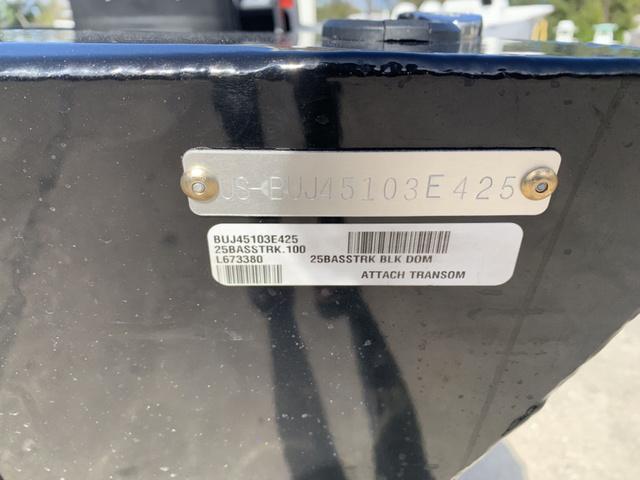 US-BUJ45103E425
BUJ45103E425
25BASSTRK.100
L673380 25BASSTRK BLK DOM
ATTACH TRANSOM